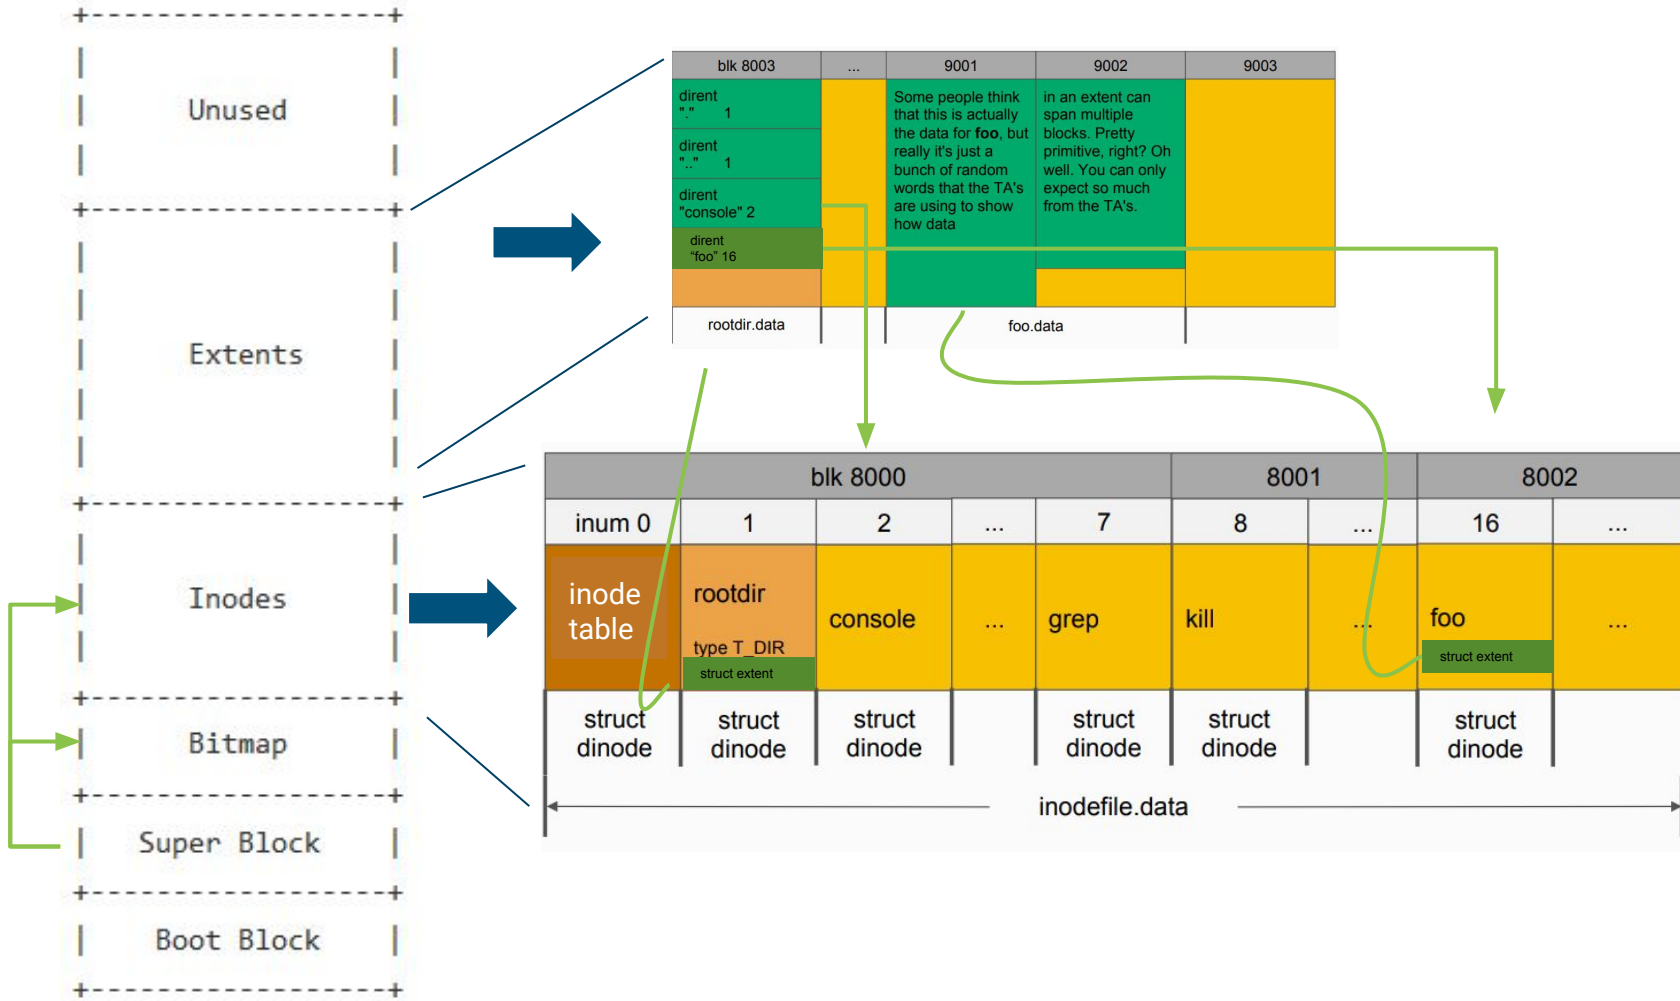 Unused
Extents
Inodes
Bitmap
Super Block
Boot Block
blk 8003
...
9001
9002
9003
dirent
"." 1
dirent
".." 1
dirent
"console" 2
dirent
“foo” 16
Some people think
that this is actually
the data for foo, but
really it's just a
bunch of random
words that the TA's
are using to show
how data
in an extent can
span multiple
blocks. Pretty
primitive, right? Oh
well. You can only
expect so much
from the TA's.
rootdir.data
foo.data
blk 8000
8001
8002
inum 0
1
2
...
7
8
...
16
...
inode
table
rootdir
type T_DIR
struct extent
console
...
grep
kill
...
foo
struct extent
...
struct
dinode
struct
dinode
struct
dinode
struct
dinode
struct
dinode
struct
dinode
inodefile.data